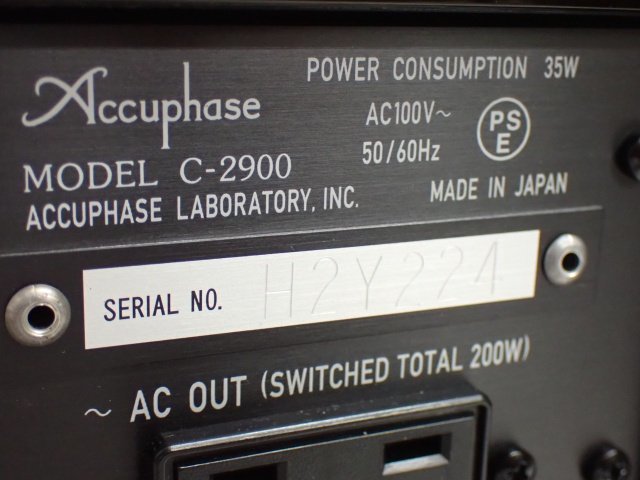 Accuphase
MODEL C-2900
ACCUPHASE LABORATORY, INC.
POWER CONSUMPTION 35W
AC100V～
50/60Hz
PS
E
MADE IN JAPAN
SERIAL NO. H2Y224
～ AC OUT (SWITCHED TOTAL 200W)